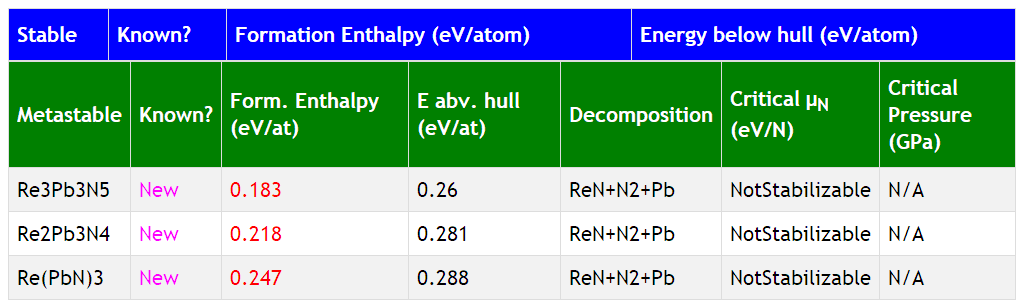 Stable Known? Formation Enthalpy (eV/atom) Energy below hull (eV/atom)
Metastable Known? Form. Enthalpy (eV/at) E abv. hull (eV/at) Decomposition Critical μN (eV/N) Critical Pressure (GPa)
Re3Pb3N5 New 0.183 0.26 ReN+N2+Pb NotStabilizable N/A
Re2Pb3N4 New 0.218 0.281 ReN+N2+Pb NotStabilizable N/A
Re(PbN)3 New 0.247 0.288 ReN+N2+Pb NotStabilizable N/A